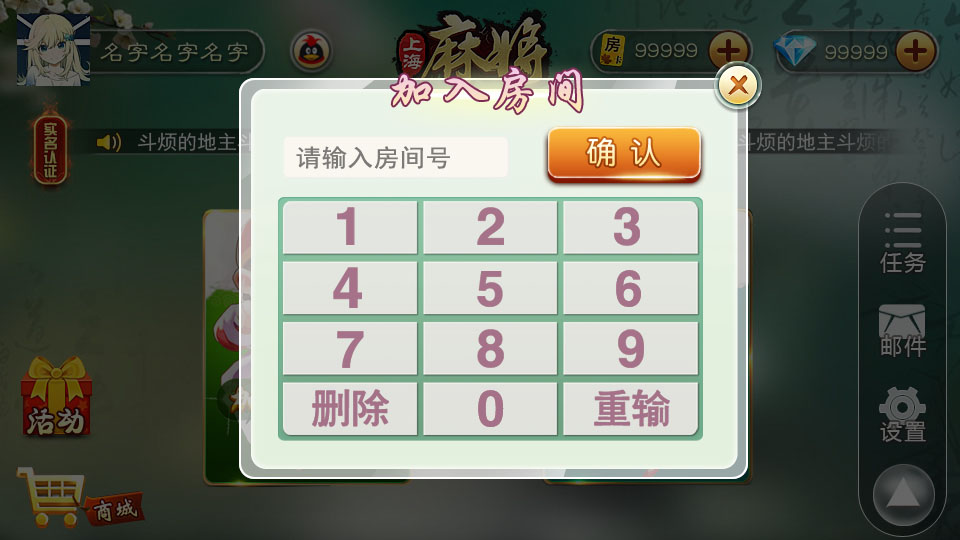 名字名字名字
上海
麻将
房卡
99999
99999
加入房间
实名认证
斗烦的地主斗
斗烦的地主斗烦的
请输入房间号
确认
1 2 3
4 5 6
7 8 9
删除 0 重输
任务
邮件
设置
活动
商城